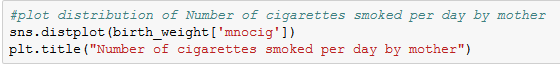 #plot distribution of Number of cigarettes smoked per day by mother
sns.distplot(birth_weight['mnocig'])
plt.title("Number of cigarettes smoked per day by mother")